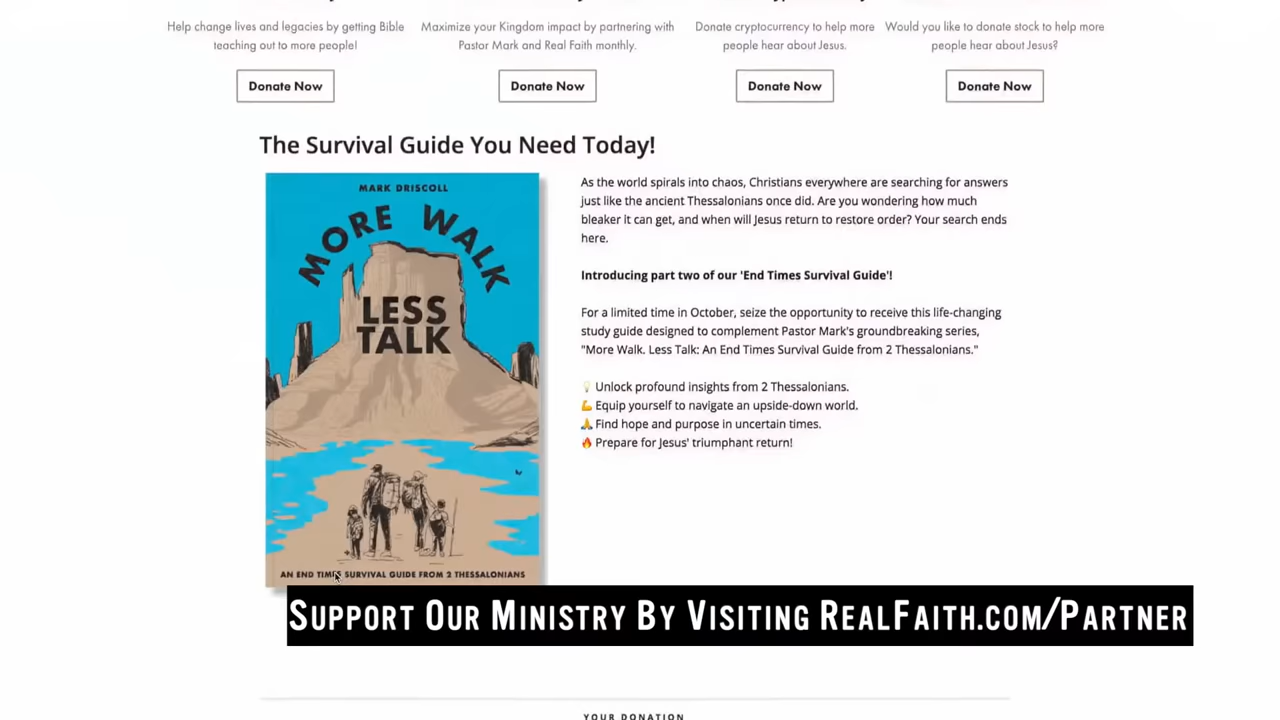 Help change lives and legacies by getting Bible
teaching out to more people!
Donate Now
Maximize your Kingdom impact by partnering with
Pastor Mark and Real Faith monthly.
Donate Now
Donate cryptocurrency to help more
people hear about Jesus.
Donate Now
Would you like to donate stock to help more
people hear about Jesus?
Donate Now
The Survival Guide You Need Today!
MARK DRISCOLL
MORE WALK
LESS
TALK
AN END TIMES SURVIVAL GUIDE FROM 2 THESSALONIANS
As the world spirals into chaos, Christians everywhere are searching for answers
just like the ancient Thessalonians once did. Are you wondering how much
bleaker it can get, and when will Jesus return to restore order? Your search ends
here.
Introducing part two of our 'End Times Survival Guide'!
For a limited time in October, seize the opportunity to receive this life-changing
study guide designed to complement Pastor Mark's groundbreaking series,
"More Walk. Less Talk: An End Times Survival Guide from 2 Thessalonians."
💡 Unlock profound insights from 2 Thessalonians.
💪 Equip yourself to navigate an upside-down world.
🙏 Find hope and purpose in uncertain times.
🔥 Prepare for Jesus' triumphant return!
Support Our Ministry By Visiting RealFaith.com/Partner
YOUR DONATION